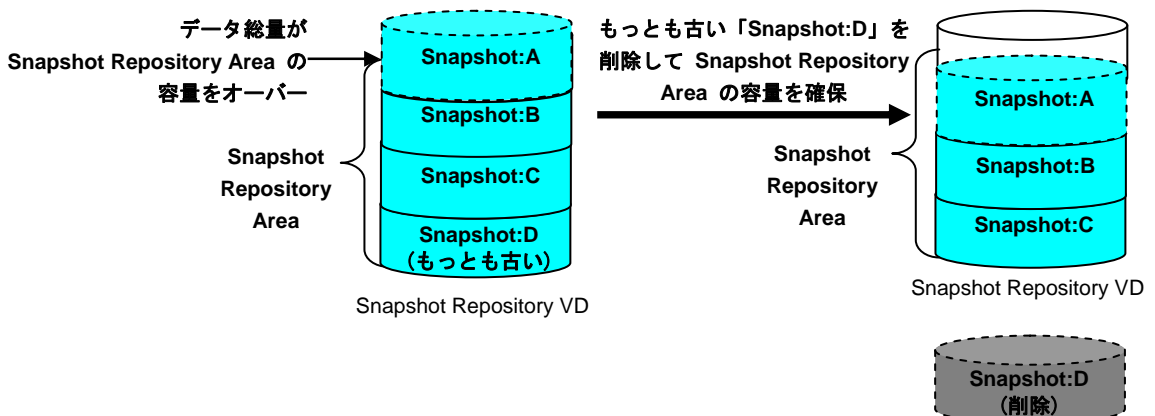 データ総量が
Snapshot Repository Area の
容量をオーバー
Snapshot:A
Snapshot:B
Snapshot:C
Snapshot:D
(もっとも古い)
Snapshot
Repository
Area
Snapshot Repository VD
もっとも古い「Snapshot:D」を
削除して Snapshot Repository
Area の容量を確保
Snapshot
Repository
Area
Snapshot:A
Snapshot:B
Snapshot:C
Snapshot Repository VD
Snapshot:D
(削除)